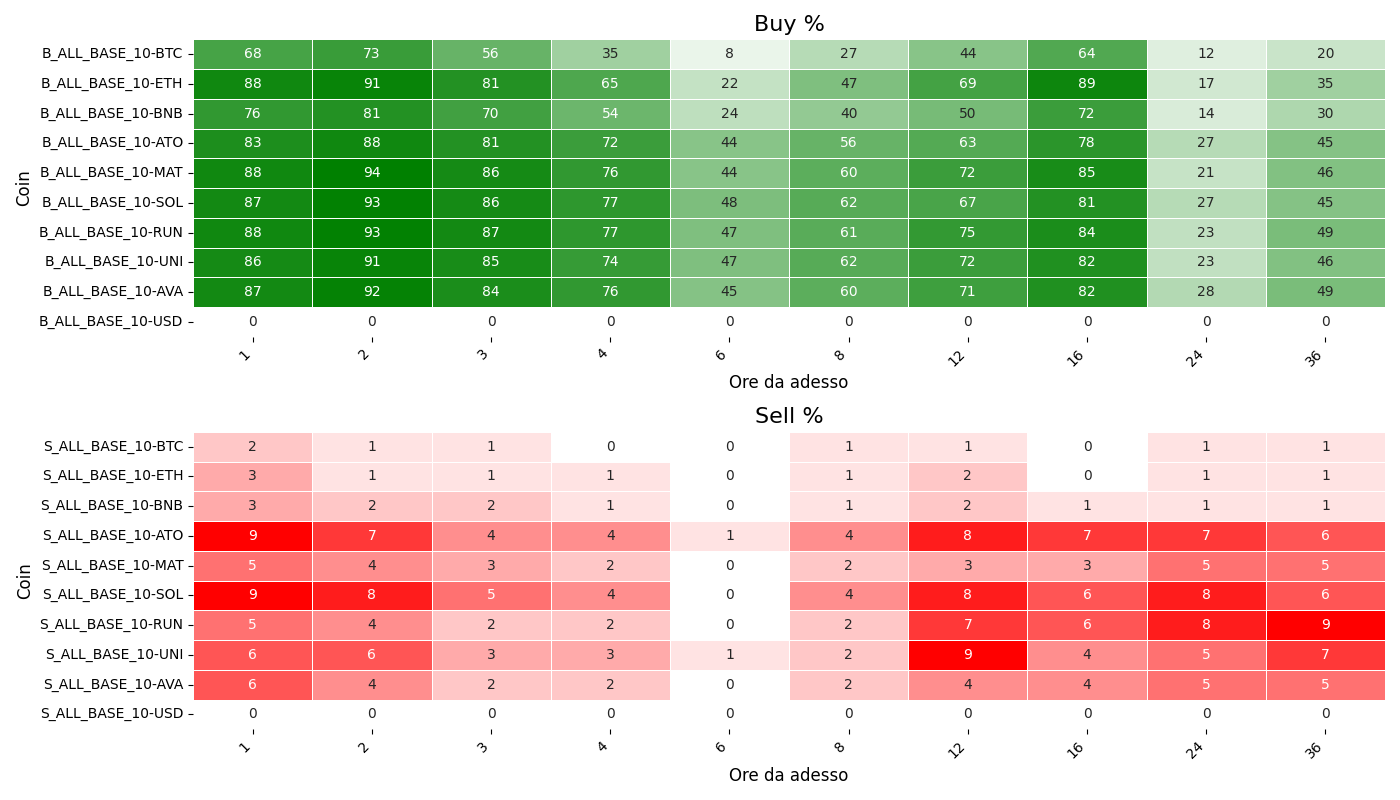 Buy %
Coin
B_ALL_BASE_10-BTC 68 73 56 35 8 27 44 64 12 20
B_ALL_BASE_10-ETH 88 91 81 65 22 47 69 89 17 35
B_ALL_BASE_10-BNB 76 81 70 54 24 40 50 72 14 30
B_ALL_BASE_10-ATO 83 88 81 72 44 56 63 78 27 45
B_ALL_BASE_10-MAT 88 94 86 76 44 60 72 85 21 46
B_ALL_BASE_10-SOL 87 93 86 77 48 62 67 81 27 45
B_ALL_BASE_10-RUN 88 93 87 77 47 61 75 84 23 49
B_ALL_BASE_10-UNI 86 91 85 74 47 62 72 82 23 46
B_ALL_BASE_10-AVA 87 92 84 76 45 60 71 82 28 49
B_ALL_BASE_10-USD 0 0 0 0 0 0 0 0 0 0
1 2 3 4 6 8 12 16 24 36
Ore da adesso
Sell %
Coin
S_ALL_BASE_10-BTC 2 1 1 0 0 1 1 0 1 1
S_ALL_BASE_10-ETH 3 1 1 1 0 1 2 0 1 1
S_ALL_BASE_10-BNB 3 2 2 1 0 1 2 1 1 1
S_ALL_BASE_10-ATO 9 7 4 4 1 4 8 7 7 6
S_ALL_BASE_10-MAT 5 4 3 2 0 2 3 3 5 5
S_ALL_BASE_10-SOL 9 8 5 4 0 4 8 6 8 6
S_ALL_BASE_10-RUN 5 4 2 2 0 2 7 6 8 9
S_ALL_BASE_10-UNI 6 6 3 3 1 2 9 4 5 7
S_ALL_BASE_10-AVA 6 4 2 2 0 2 4 4 5 5
S_ALL_BASE_10-USD 0 0 0 0 0 0 0 0 0 0
1 2 3 4 6 8 12 16 24 36
Ore da adesso